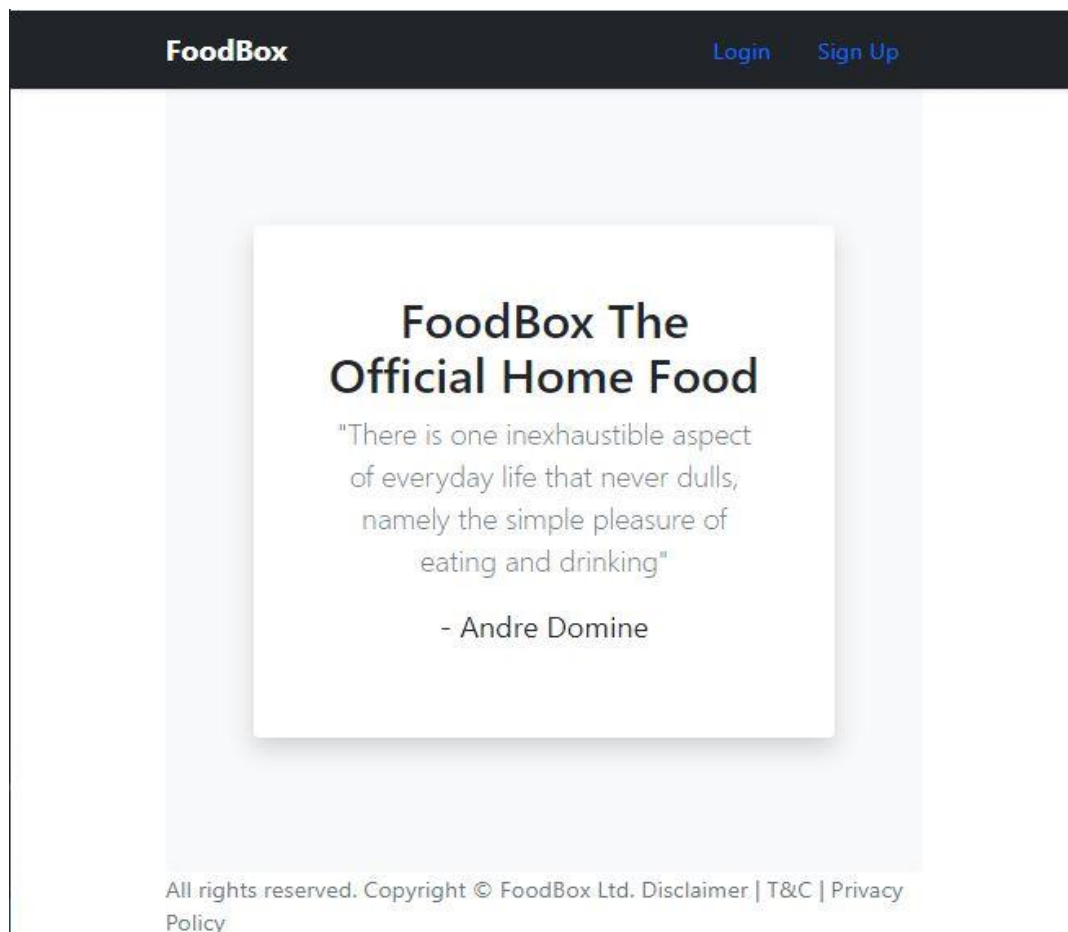 FoodBox
Login
Sign Up
FoodBox The
Official Home Food
"There is one inexhaustible aspect
of everyday life that never dulls,
namely the simple pleasure of
eating and drinking"
- Andre Domine
All rights reserved. Copyright © FoodBox Ltd. Disclaimer | T&C | Privacy
Policy